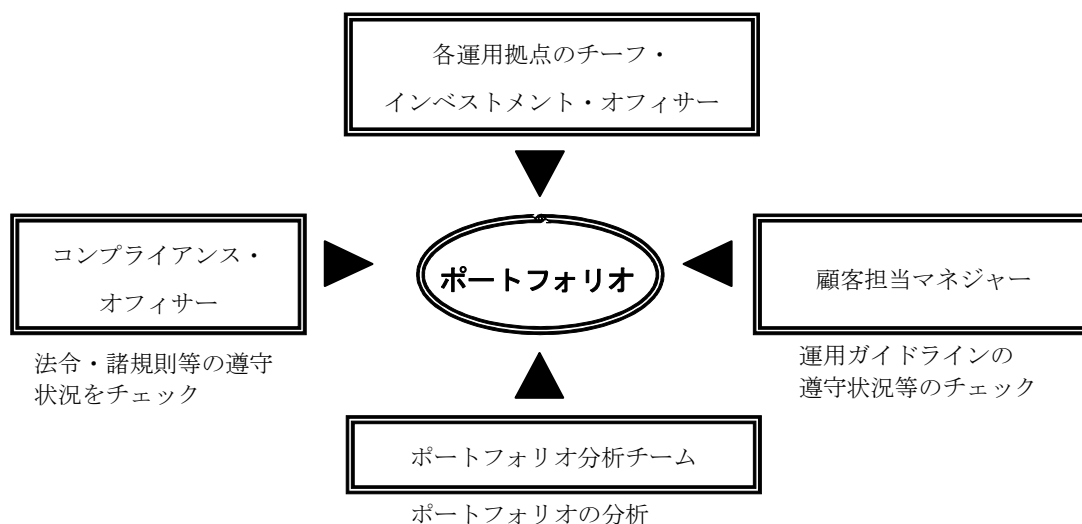 各運用拠点のチーフ・
インベストメント・オフィサー
コンプライアンス・
オフィサー
法令・諸規則等の遵守
状況をチェック
ポートフォリオ
顧客担当マネジャー
運用ガイドラインの
遵守状況等のチェック
ポートフォリオ分析チーム
ポートフォリオの分析